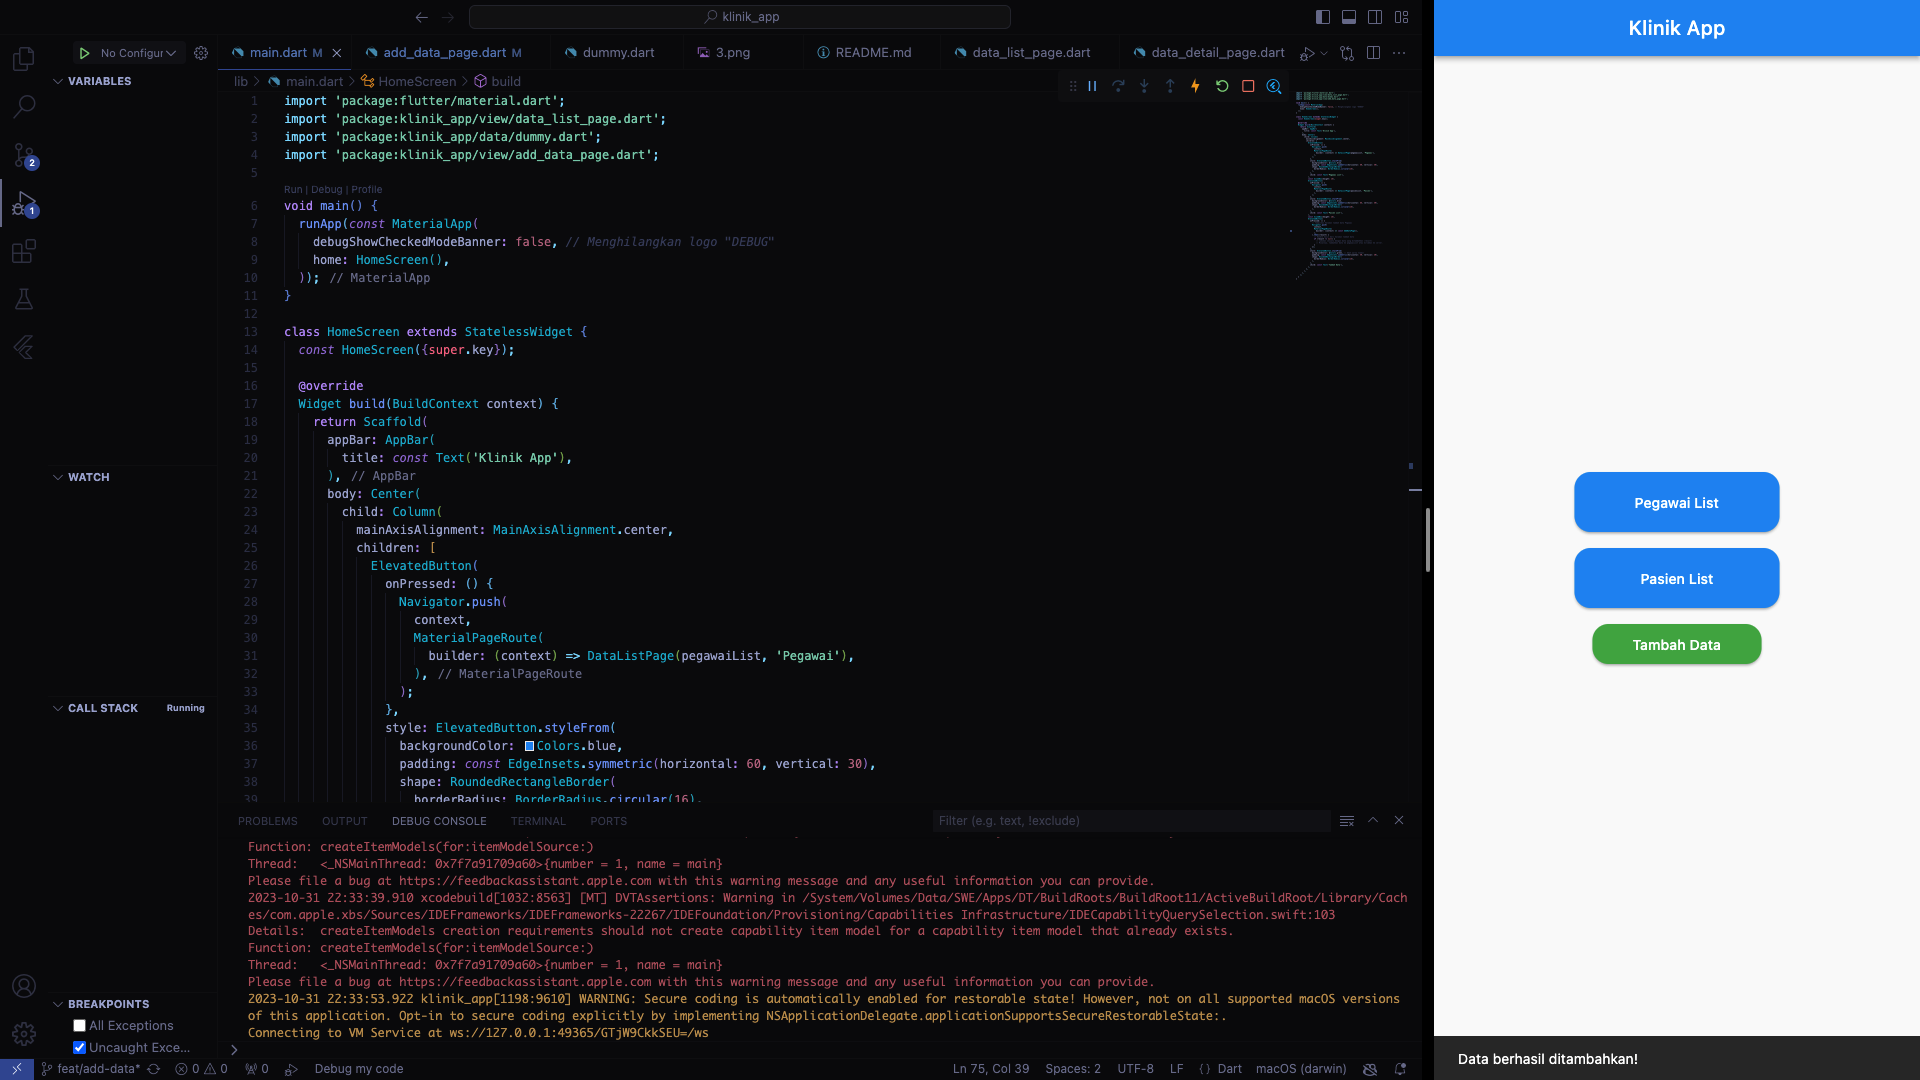 klinik_app
No Configur
main.dart M
add_data_page.dart M
dummy.dart
3.png
README.md
data_list_page.dart
data_detail_page.dart
VARIABLES
lib > main.dart > HomeScreen > build
1 import 'package:flutter/material.dart';
2 import 'package:klinik_app/view/data_list_page.dart';
3 import 'package:klinik_app/data/dummy.dart';
4 import 'package:klinik_app/view/add_data_page.dart';
5
Run | Debug | Profile
6 void main() {
7 runApp(const MaterialApp(
8 debugShowCheckedModeBanner: false, // Menghilangkan logo "DEBUG"
9 home: HomeScreen(),
10 )); // MaterialApp
11 }
12
13 class HomeScreen extends StatelessWidget {
14 const HomeScreen({super.key});
15
16 @override
17 Widget build(BuildContext context) {
18 return Scaffold(
19 appBar: AppBar(
20 title: const Text('Klinik App'),
21 ), // AppBar
22 body: Center(
23 child: Column(
24 mainAxisAlignment: MainAxisAlignment.center,
25 children: [
26 ElevatedButton(
27 onPressed: () {
28 Navigator.push(
29 context,
30 MaterialPageRoute(
31 builder: (context) => DataListPage(pegawaiList, 'Pegawai'),
32 ), // MaterialPageRoute
33 );
34 },
35 style: ElevatedButton.styleFrom(
36 backgroundColor: Colors.blue,
37 padding: const EdgeInsets.symmetric(horizontal: 60, vertical: 30),
38 shape: RoundedRectangleBorder(
39 borderRadius: BorderRadius.circular(16),
2
1
WATCH
CALL STACK Running
BREAKPOINTS
All Exceptions
Uncaught Exce...
PROBLEMS OUTPUT DEBUG CONSOLE TERMINAL PORTS
Filter (e.g. text, !exclude)
Function: createItemModels(for:itemModelSource:)
Thread: <_NSMainThread: 0x7f7a91709a60>{number = 1, name = main}
Please file a bug at https://feedbackassistant.apple.com with this warning message and any useful information you can provide.
2023-10-31 22:33:39.910 xcodebuild[1032:8563] [MT] DVTAssertions: Warning in /System/Volumes/Data/SWE/Apps/DT/BuildRoots/BuildRoot11/ActiveBuildRoot/Library/Cach
es/com.apple.xbs/Sources/IDEFrameworks/IDEFrameworks-22267/IDEFoundation/Provisioning/Capabilities Infrastructure/IDECapabilityQuerySelection.swift:103
Details: createItemModels creation requirements should not create capability item model for a capability item model that already exists.
Function: createItemModels(for:itemModelSource:)
Thread: <_NSMainThread: 0x7f7a91709a60>{number = 1, name = main}
Please file a bug at https://feedbackassistant.apple.com with this warning message and any useful information you can provide.
2023-10-31 22:33:53.922 klinik_app[1198:9610] WARNING: Secure coding is automatically enabled for restorable state! However, not on all supported macOS versions
of this application. Opt-in to secure coding explicitly by implementing NSApplicationDelegate.applicationSupportsSecureRestorableState:.
Connecting to VM Service at ws://127.0.0.1:49365/GTjW9CkkSEU=/ws
feat/add-data* 0 0 0 Debug my code
Ln 75, Col 39 Spaces: 2 UTF-8 LF {} Dart macOS (darwin)
Klinik App
Pegawai List
Pasien List
Tambah Data
Data berhasil ditambahkan!